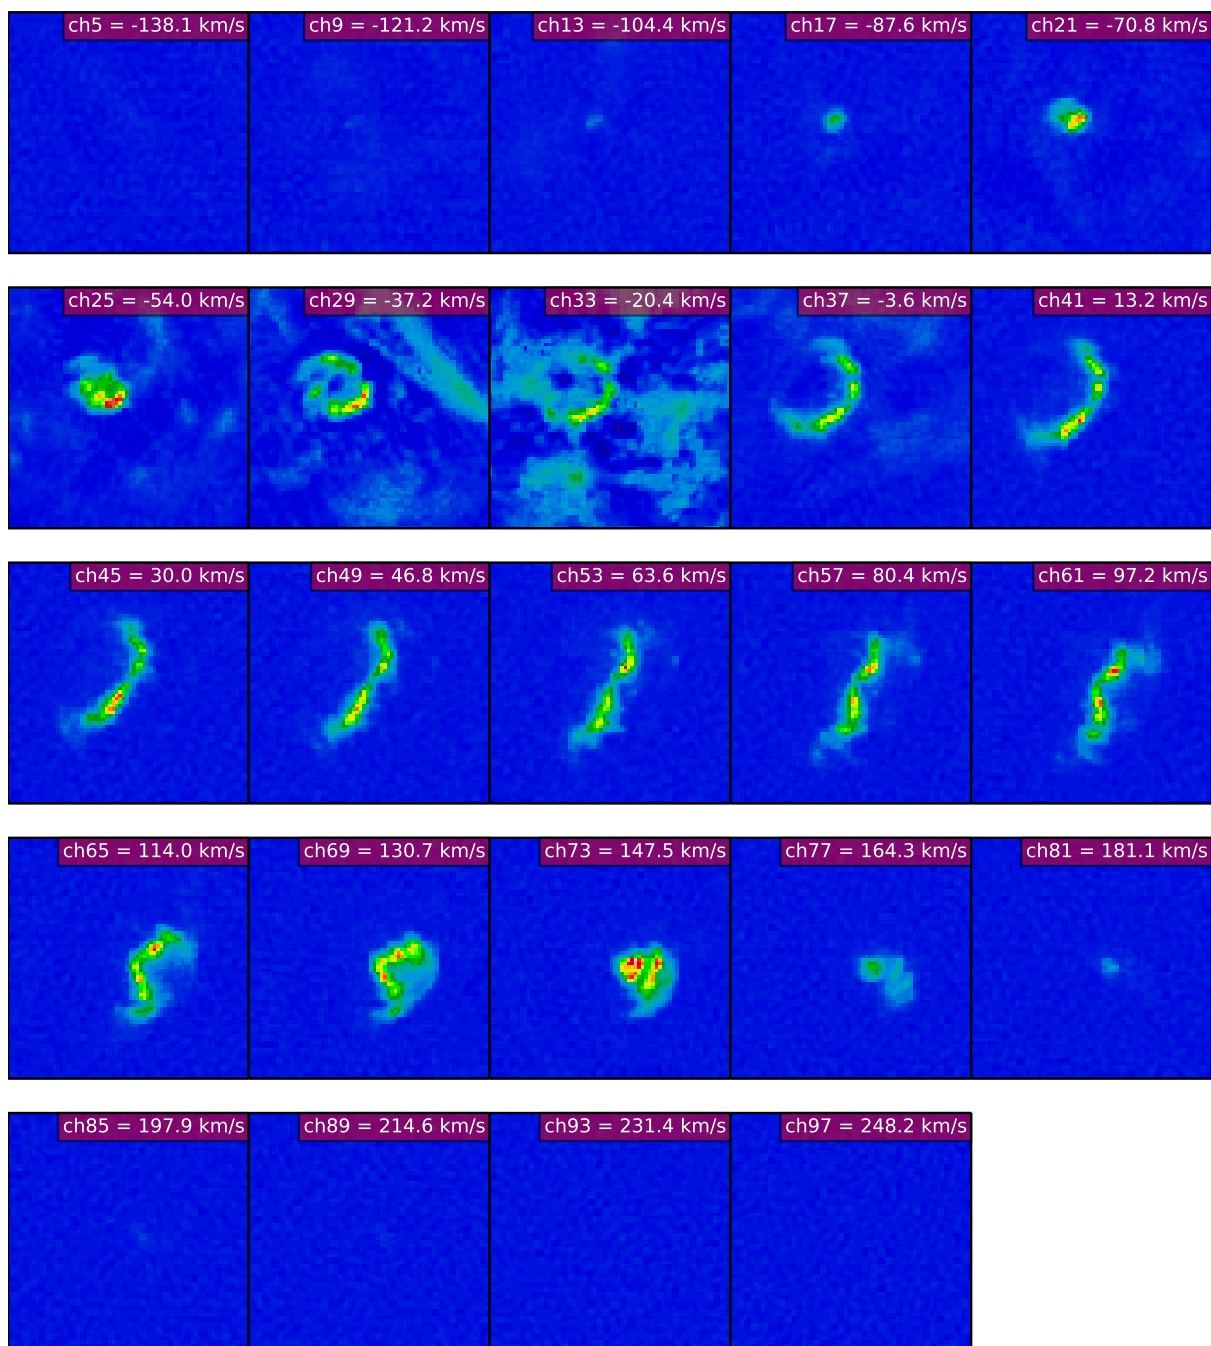 ch5 = -138.1 km/s
ch9 = -121.2 km/s
ch13 = -104.4 km/s
ch17 = -87.6 km/s
ch21 = -70.8 km/s
ch25 = -54.0 km/s
ch29 = -37.2 km/s
ch33 = -20.4 km/s
ch37 = -3.6 km/s
ch41 = 13.2 km/s
ch45 = 30.0 km/s
ch49 = 46.8 km/s
ch53 = 63.6 km/s
ch57 = 80.4 km/s
ch61 = 97.2 km/s
ch65 = 114.0 km/s
ch69 = 130.7 km/s
ch73 = 147.5 km/s
ch77 = 164.3 km/s
ch81 = 181.1 km/s
ch85 = 197.9 km/s
ch89 = 214.6 km/s
ch93 = 231.4 km/s
ch97 = 248.2 km/s